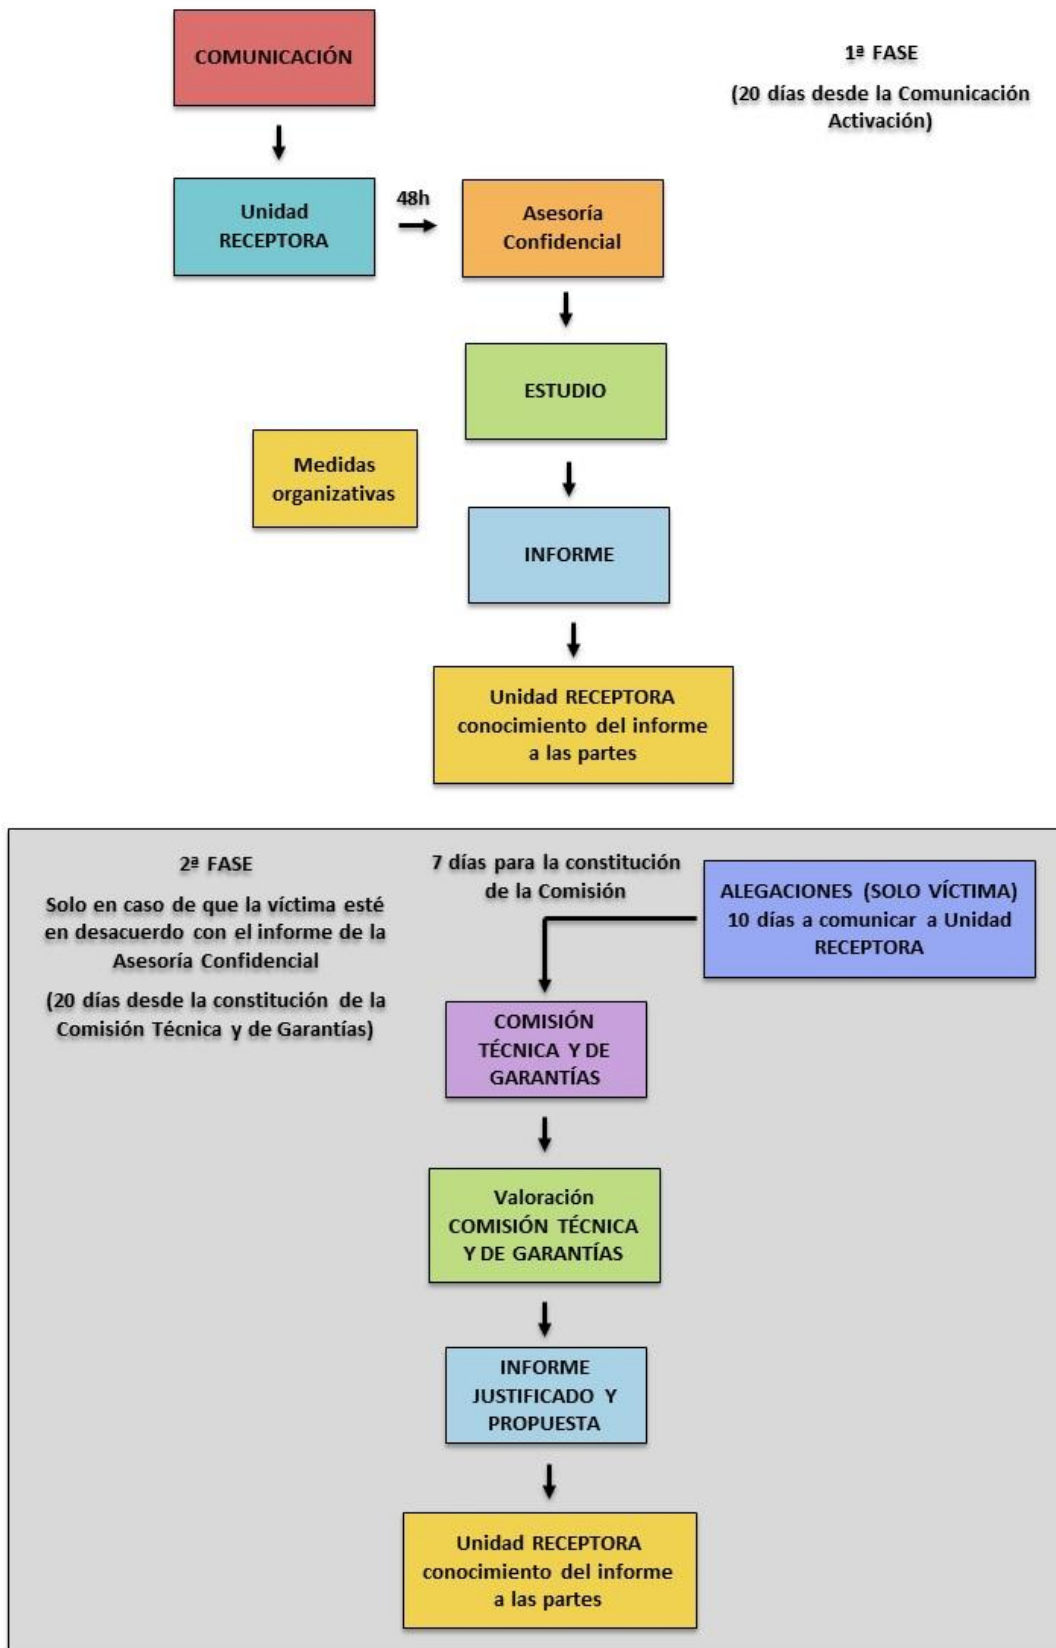 COMUNICACIÓN
1ª FASE
(20 días desde la Comunicación
Activación)
Unidad
RECEPTORA
48h
Asesoría
Confidencial
ESTUDIO
Medidas
organizativas
INFORME
Unidad RECEPTORA
conocimiento del informe
a las partes
2ª FASE
Solo en caso de que la víctima esté
en desacuerdo con el informe de la
Asesoría Confidencial
(20 días desde la constitución de la
Comisión Técnica y de Garantías)
7 días para la constitución
de la Comisión
ALEGACIONES (SOLO VÍCTIMA)
10 días a comunicar a Unidad
RECEPTORA
COMISIÓN
TÉCNICA Y DE
GARANTÍAS
Valoración
COMISIÓN TÉCNICA
Y DE GARANTÍAS
INFORME
JUSTIFICADO Y
PROPUESTA
Unidad RECEPTORA
conocimiento del informe
a las partes